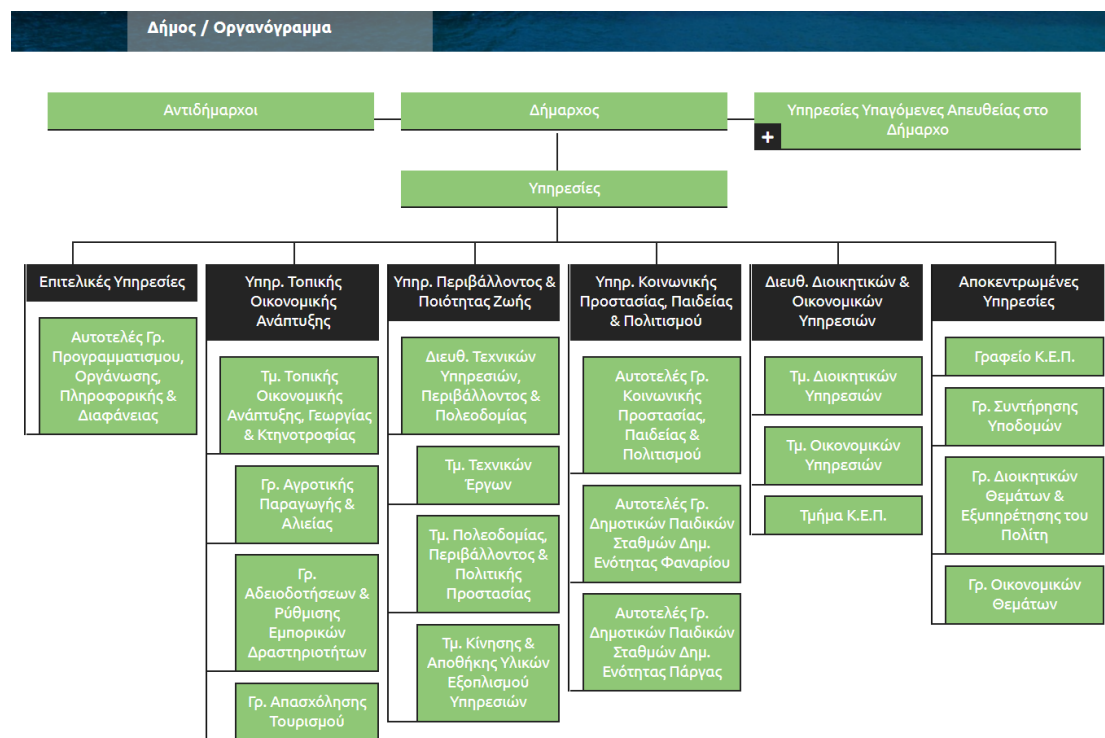 Δήμος / Οργανόγραμμα
Αντιδήμαρχοι
Δήμαρχος
Υπηρεσίες Υπαγόμενες Απευθείας στο
Δήμαρχο
+
Υπηρεσίες
Επιτελικές Υπηρεσίες
Αυτοτελές Γρ.
Προγραμματισμου,
Οργάνωσης,
Πληροφορικής &
Διαφάνειας
Υπηρ. Τοπικής
Οικονομικής
Ανάπτυξης
Τμ. Τοπικής
Οικονομικής
Ανάπτυξης, Γεωργίας
& Κτηνοτροφίας
Γρ. Αγροτικής
Παραγωγής &
Αλιείας
Γρ.
Αδειοδοτήσεων &
Ρύθμισης
Εμπορικών
Δραστηριοτήτων
Γρ. Απασχόλησης
Τουρισμού
Υπηρ. Περιβάλλοντος &
Ποιότητας Ζωής
Διευθ. Τεχνικών
Υπηρεσιών,
Περιβάλλοντος &
Πολεοδομίας
Τμ. Τεχνικών
Έργων
Τμ. Πολεοδομίας,
Περιβάλλοντος &
Πολιτικής
Προστασίας
Τμ. Κίνησης &
Αποθήκης Υλικών
Εξοπλισμού
Υπηρεσιών
Υπηρ. Κοινωνικής
Προστασίας, Παιδείας
& Πολιτισμού
Αυτοτελές Γρ.
Κοινωνικής
Προστασίας,
Παιδείας &
Πολιτισμού
Αυτοτελές Γρ.
Δημοτικών Παιδικών
Σταθμών Δημ.
Ενότητας Φαναρίου
Αυτοτελές Γρ.
Δημοτικών Παιδικών
Σταθμών Δημ.
Ενότητας Πάργας
Διευθ. Διοικητικών &
Οικονομικών
Υπηρεσιών
Τμ. Διοικητικών
Υπηρεσιών
Τμ. Οικονομικών
Υπηρεσιών
Τμήμα Κ.Ε.Π.
Αποκεντρωμένες
Υπηρεσίες
Γραφείο Κ.Ε.Π.
Γρ. Συντήρησης
Υποδομών
Γρ. Διοικητικών
Θεμάτων &
Εξυπηρέτησης του
Πολίτη
Γρ. Οικονομικών
Θεμάτων